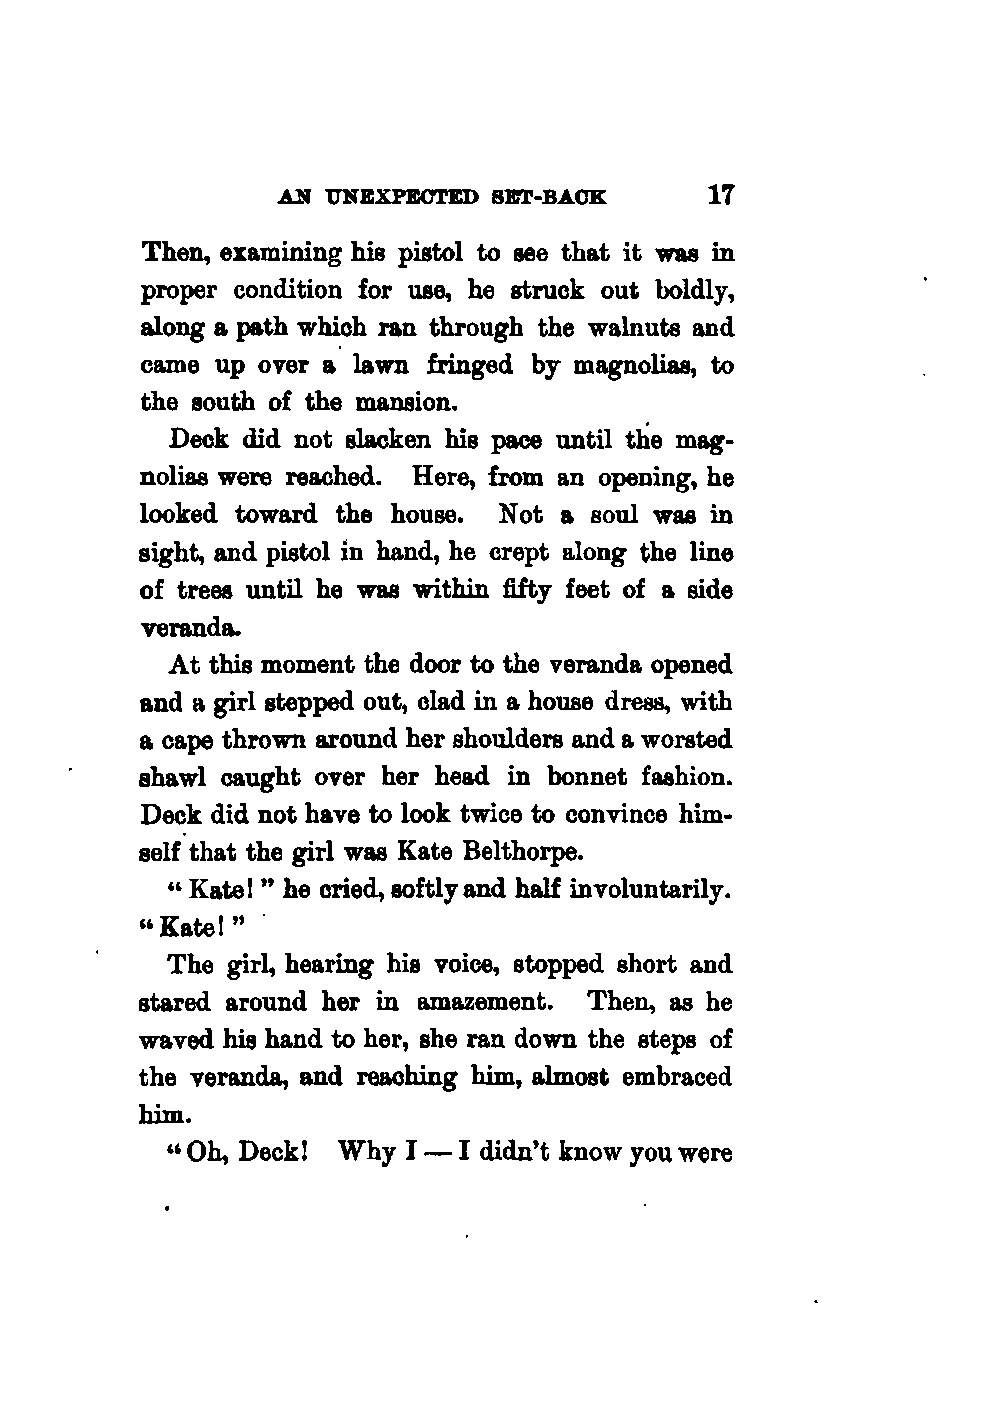 AN UNEXPECTED SET-BACK 17
Then, examining his pistol to see that it was in
proper condition for use, he struck out boldly,
along a path which ran through the walnuts and
came up over a lawn fringed by magnolias, to
the south of the mansion.
Deck did not slacken his pace until the mag-
nolias were reached. Here, from an opening, he
looked toward the house. Not a soul was in
sight, and pistol in hand, he crept along the line
of trees until he was within fifty feet of a side
veranda.
At this moment the door to the veranda opened
and a girl stepped out, clad in a house dress, with
a cape thrown around her shoulders and a worsted
shawl caught over her head in bonnet fashion.
Deck did not have to look twice to convince him-
self that the girl was Kate Belthorpe.
“ Kate! ” he cried, softly and half involuntarily.
“ Kate! ”
The girl, hearing his voice, stopped short and
stared around her in amazement. Then, as he
waved his hand to her, she ran down the steps of
the veranda, and reaching him, almost embraced
him.
“ Oh, Deck! Why I — I didn't know you were